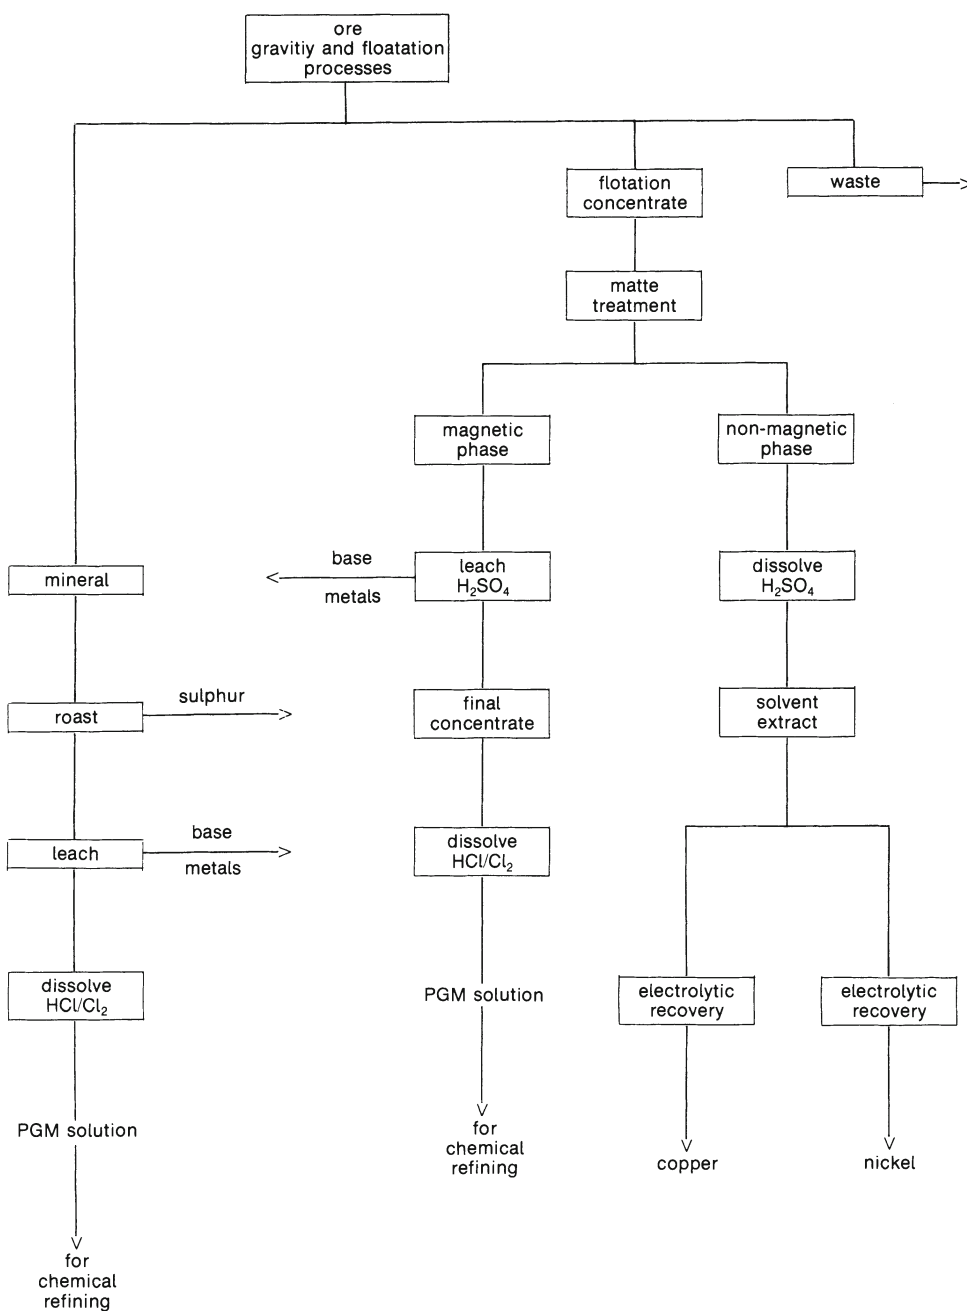 ore
gravitiy and floatation
processes
flotation
concentrate
waste
matte
treatment
magnetic
phase
non-magnetic
phase
mineral
base
metals
leach
H₂SO₄
dissolve
H₂SO₄
roast
sulphur
final
concentrate
solvent
extract
leach
base
metals
dissolve
HCl/Cl₂
dissolve
HCl/Cl₂
PGM solution
electrolytic
recovery
electrolytic
recovery
PGM solution
for
chemical
refining
copper
nickel
for
chemical
refining